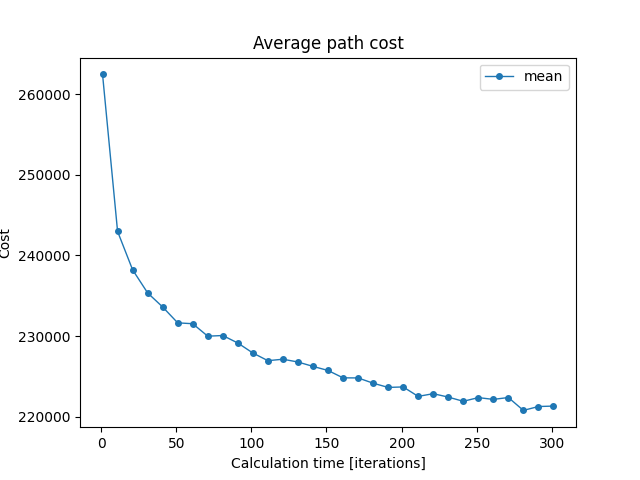 Average path cost
mean
260000
250000
240000
230000
220000
Cost
0 50 100 150 200 250 300
Calculation time [iterations]